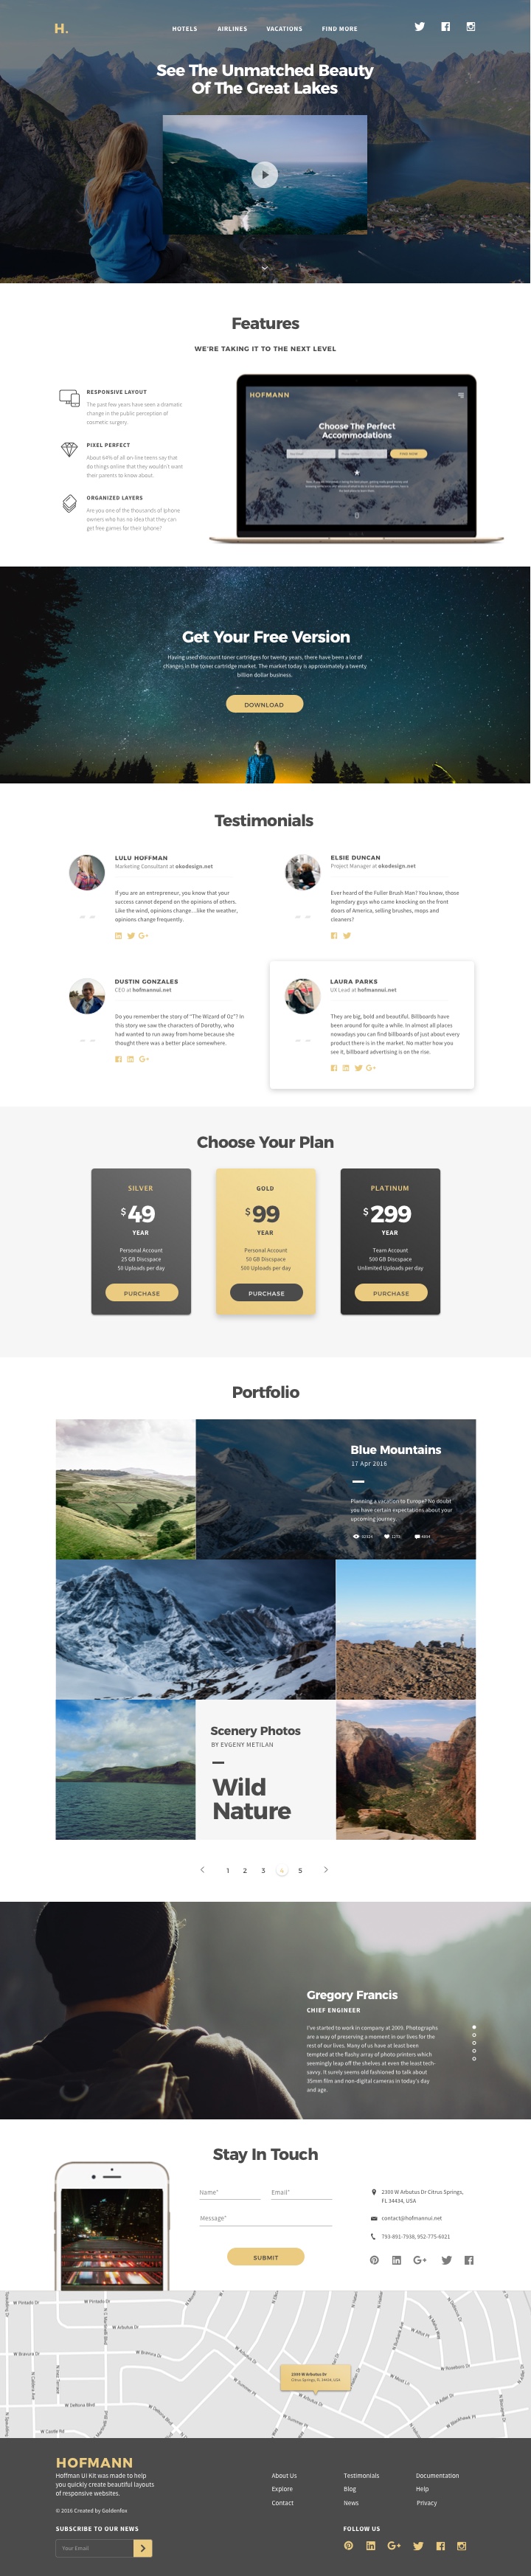 H.
HOTELS AIRLINES VACATIONS FIND MORE
See The Unmatched Beauty
Of The Great Lakes
Features
WE'RE TAKING IT TO THE NEXT LEVEL
RESPONSIVE LAYOUT
The past few years have seen a dramatic
change in the public perception of
cosmetic surgery.
PIXEL PERFECT
About 64% of all on-line teens say that
do things online that they wouldn't want
their parents to know about.
ORGANIZED LAYERS
Are you one of the thousands of Iphone
owners who has no idea that they can
get free games for their Iphone?
HOFMANN
Choose The Perfect
Accommodations
FIND NOW
Get Your Free Version
Having used discount toner cartridges for twenty years, there have been a lot of
changes in the toner cartridge market. The market today is approximately a twenty
billion dollar business.
DOWNLOAD
Testimonials
LULU HOFFMAN
Marketing Consultant at okodesign.net
If you are an entrepreneur, you know that your
success cannot depend on the opinions of others.
Like the wind, opinions change...like the weather,
opinions change frequently.
ELSIE DUNCAN
Project Manager at okodesign.net
Ever heard of the Fuller Brush Man? You know, those
legendary guys who came knocking on the front
doors of America, selling brushes, mops and
cleaners?
DUSTIN GONZALES
CEO at hofmannui.net
Do you remember the story of "The Wizard of Oz"? In
this story we saw the characters of Dorothy, who
had wanted to run away from home because she
thought there was a better place somewhere.
LAURA PARKS
UX Lead at hofmannui.net
They are big, bold and beautiful. Billboards have
been around for quite a while. In almost all places
nowadays you can find billboards of just about every
product there is in the market. No matter how you
see it, billboard advertising is on the rise.
Choose Your Plan
SILVER
$49
YEAR
Personal Account
25 GB Discspace
50 Uploads per day
PURCHASE
GOLD
$99
YEAR
Personal Account
50 GB Discspace
500 Uploads per day
PURCHASE
PLATINUM
$299
YEAR
Team Account
500 GB Discspace
Unlimited Uploads per day
PURCHASE
Portfolio
Blue Mountains
17 Apr 2016
Planning a vacation to Europe? No doubt
you have certain expectations about your
upcoming journey.
Scenery Photos
BY EVGENY METILAN
Wild
Nature
1 2 3 4 5
Gregory Francis
CHIEF ENGINEER
I've started to work in company at 2009. Photographs
are a way of preserving a moment in our lives for the
rest of our lives. Many of us have at least been
tempted at the flashy array of photo printers which
seemingly leap off the shelves at even the least tech-
savvy. It surely seems old fashioned to talk about
35mm film and non-digital cameras in today's day
and age.
Stay In Touch
Name*
Email*
Message*
SUBMIT
2300 W Arbutus Dr Citrus Springs,
FL 34434, USA
contact@hofmannui.net
793-891-7938, 952-775-6021
W Pintado Dr
W Pintado Dr
W Arbutus Dr
W Bravura Dr
W Bravura Dr
W Deltona Blvd
W Castle Rd
W Arbutus Dr
W Summer Dr
W Arbutus Dr
2300 W Arbutus Dr
Citrus Springs, FL 34434, USA
HOFMANN
Hoffman UI Kit was made to help
you quickly create beautiful layouts
of responsive websites.
© 2016 Created by Goldenfox
SUBSCRIBE TO OUR NEWS
Your Email
About Us
Explore
Contact
Testimonials
Blog
News
Documentation
Help
Privacy
FOLLOW US